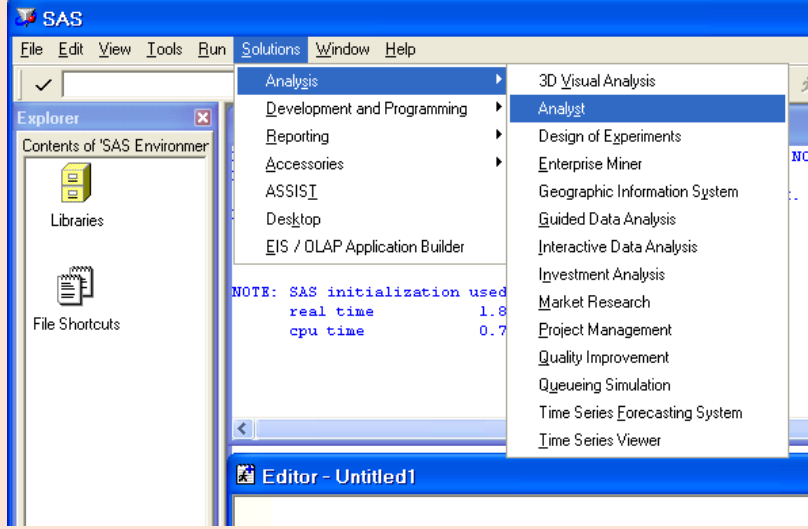 SAS
File Edit View Tools Run Solutions Window Help
Analysis
Development and Programming
Reporting
Accessories
ASSIST
Desktop
EIS / OLAP Application Builder
3D Visual Analysis
Analyst
Design of Experiments
Enterprise Miner
Geographic Information System
Guided Data Analysis
Interactive Data Analysis
Investment Analysis
Market Research
Project Management
Quality Improvement
Queueing Simulation
Time Series Forecasting System
Time Series Viewer
Explorer
Contents of 'SAS Environmer
Libraries
File Shortcuts
NO
NOTE: SAS initialization used
real time 1.8
cpu time 0.7
Editor - Untitled1